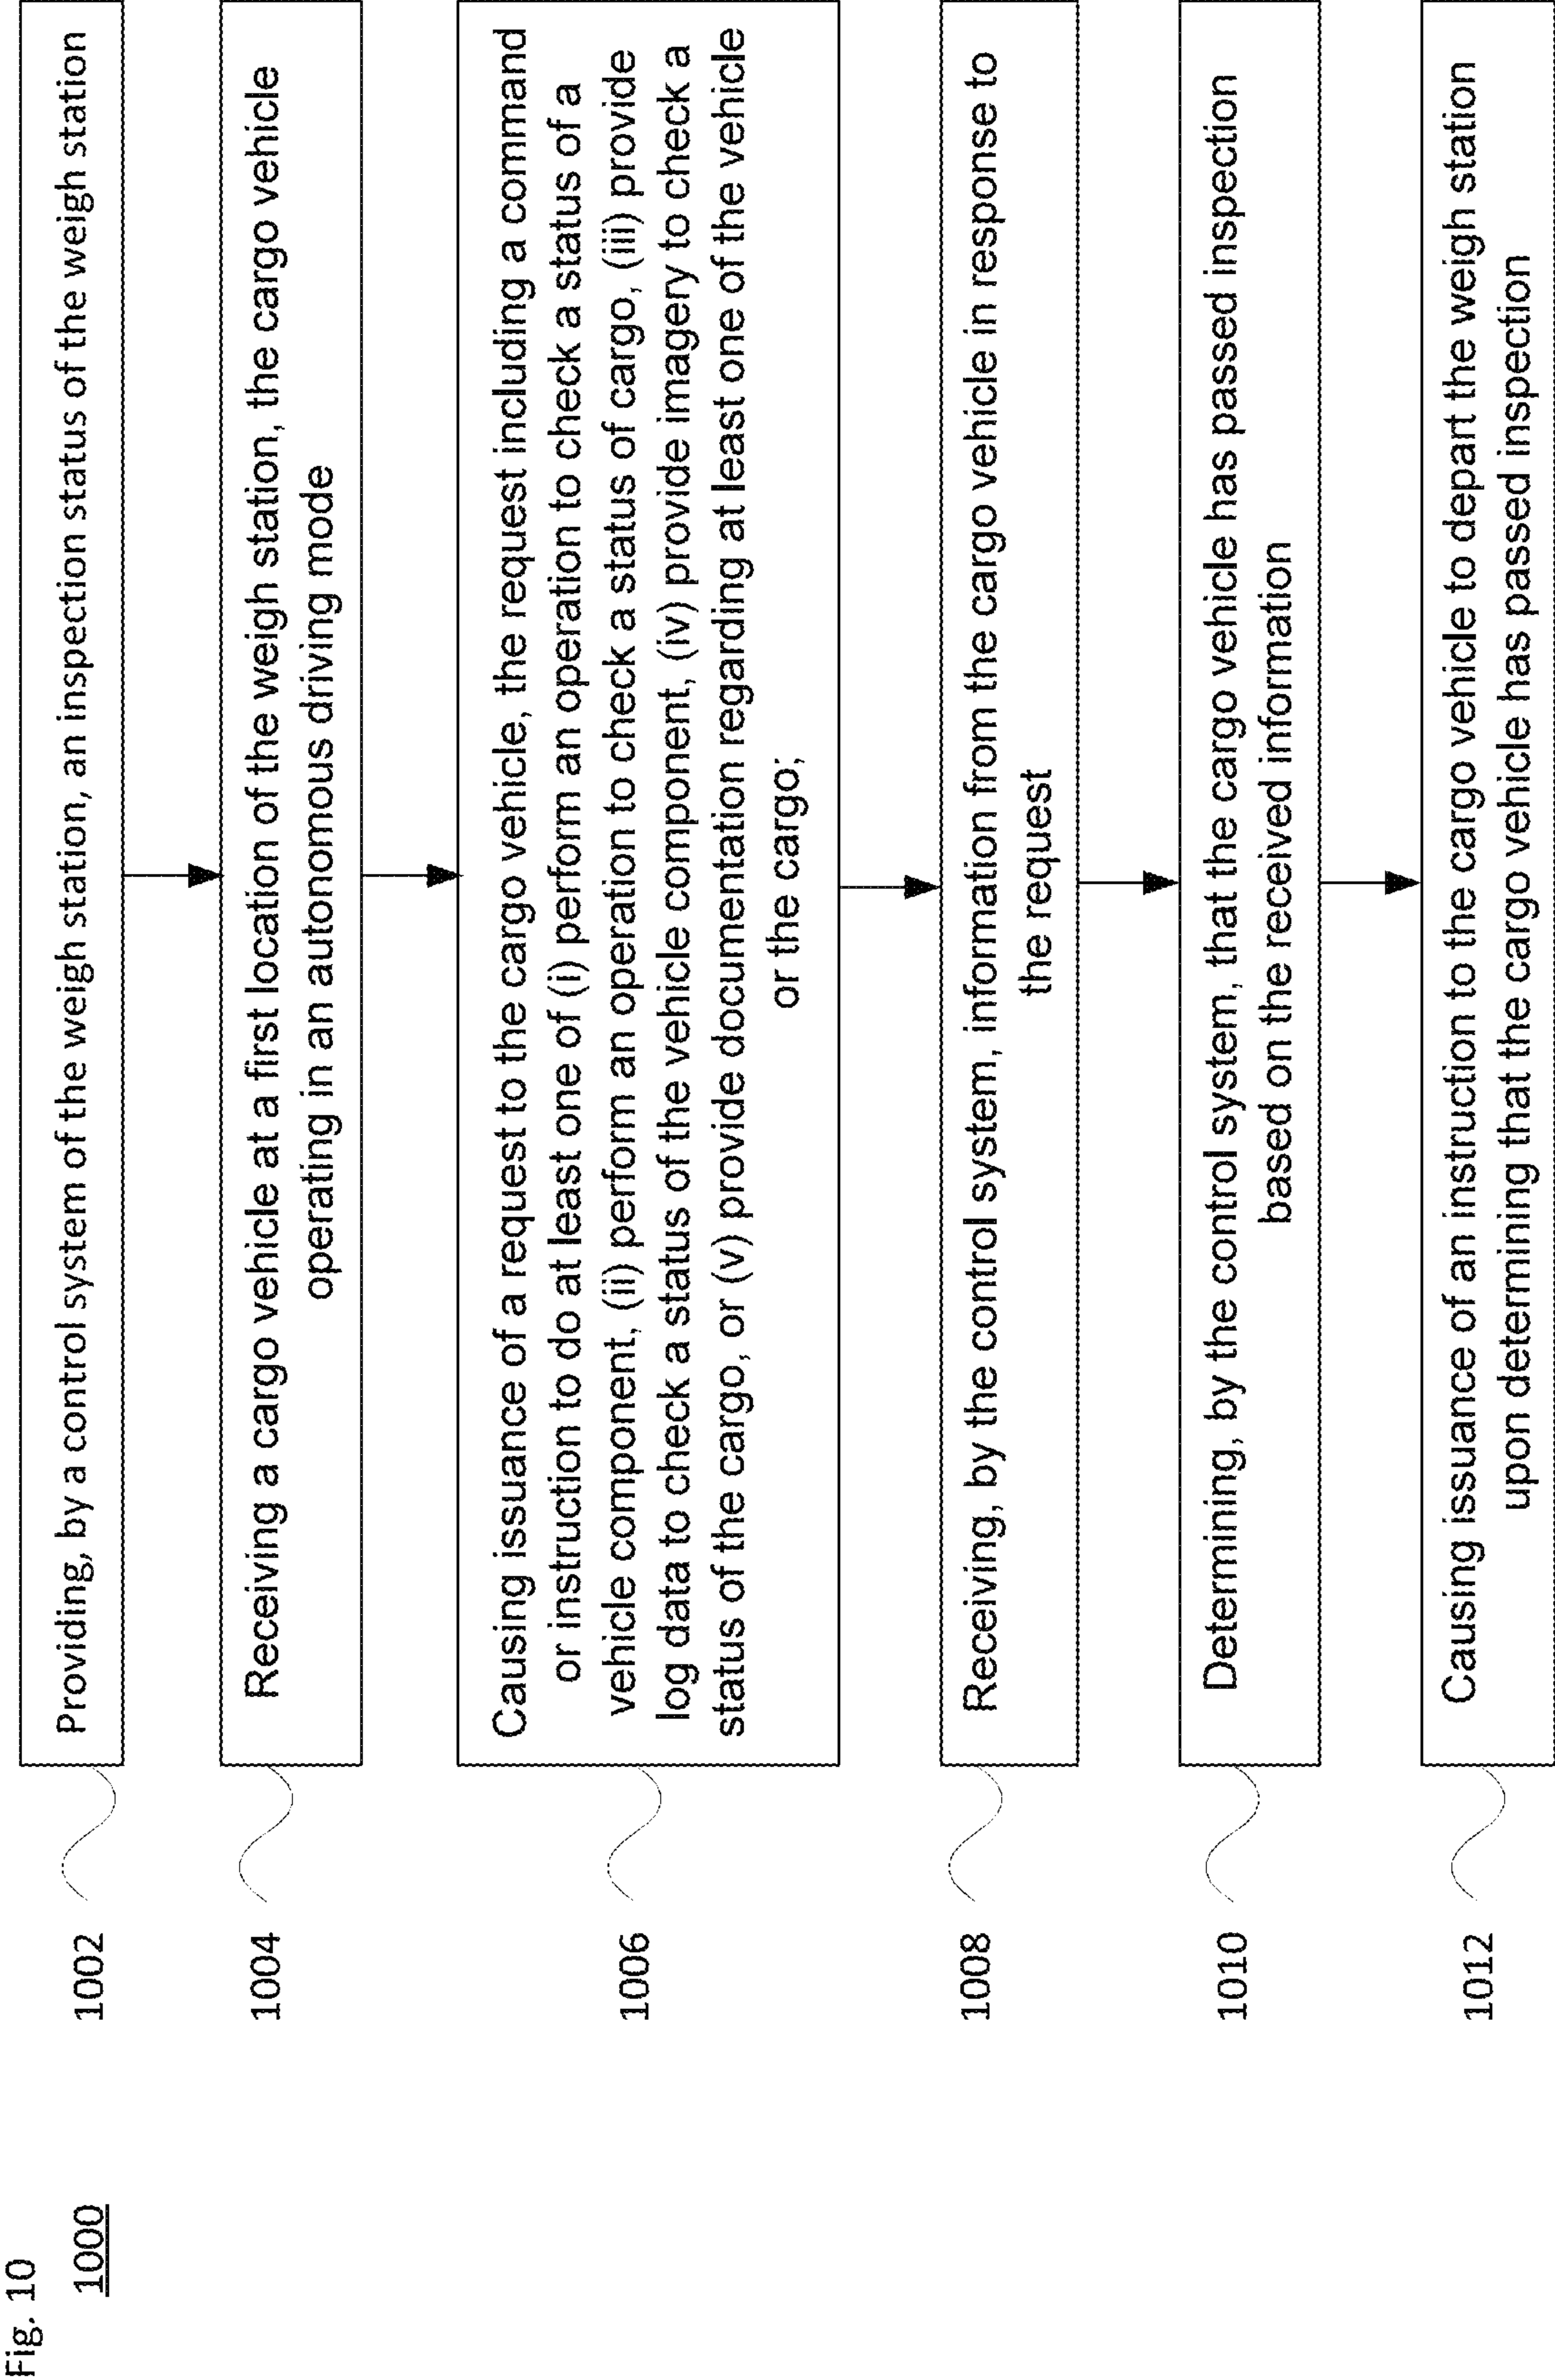 Fig. 10
1000
1002
Providing, by a control system of the weigh station, an inspection status of the weigh station
1004
Receiving a cargo vehicle at a first location of the weigh station, the cargo vehicle
operating in an autonomous driving mode
1006
Causing issuance of a request to the cargo vehicle, the request including a command
or instruction to do at least one of (i) perform an operation to check a status of a
vehicle component, (ii) perform an operation to check a status of cargo, (iii) provide
log data to check a status of the vehicle component, (iv) provide imagery to check a
status of the cargo, or (v) provide documentation regarding at least one of the vehicle
or the cargo;
1008
Receiving, by the control system, information from the cargo vehicle in response to
the request
1010
Determining, by the control system, that the cargo vehicle has passed inspection
based on the received information
1012
Causing issuance of an instruction to the cargo vehicle to depart the weigh station
upon determining that the cargo vehicle has passed inspection